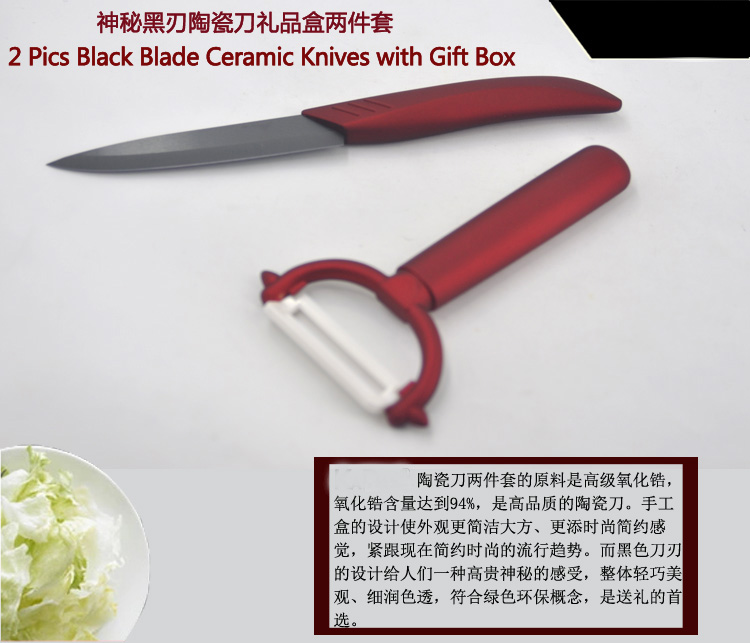 神秘黑刃陶瓷刀礼品盒两件套
2 Pics Black Blade Ceramic Knives with Gift Box
陶瓷刀两件套的原料是高级氧化锆，
氧化锆含量达到94%，是高品质的陶瓷刀。手工
盒的设计使外观更简洁大方、更添时尚简约感
觉，紧跟现在简约时尚的流行趋势。而黑色刀刃
的设计给人们一种高贵神秘的感受，整体轻巧美
观、细润色透，符合绿色环保概念，是送礼的首
选。